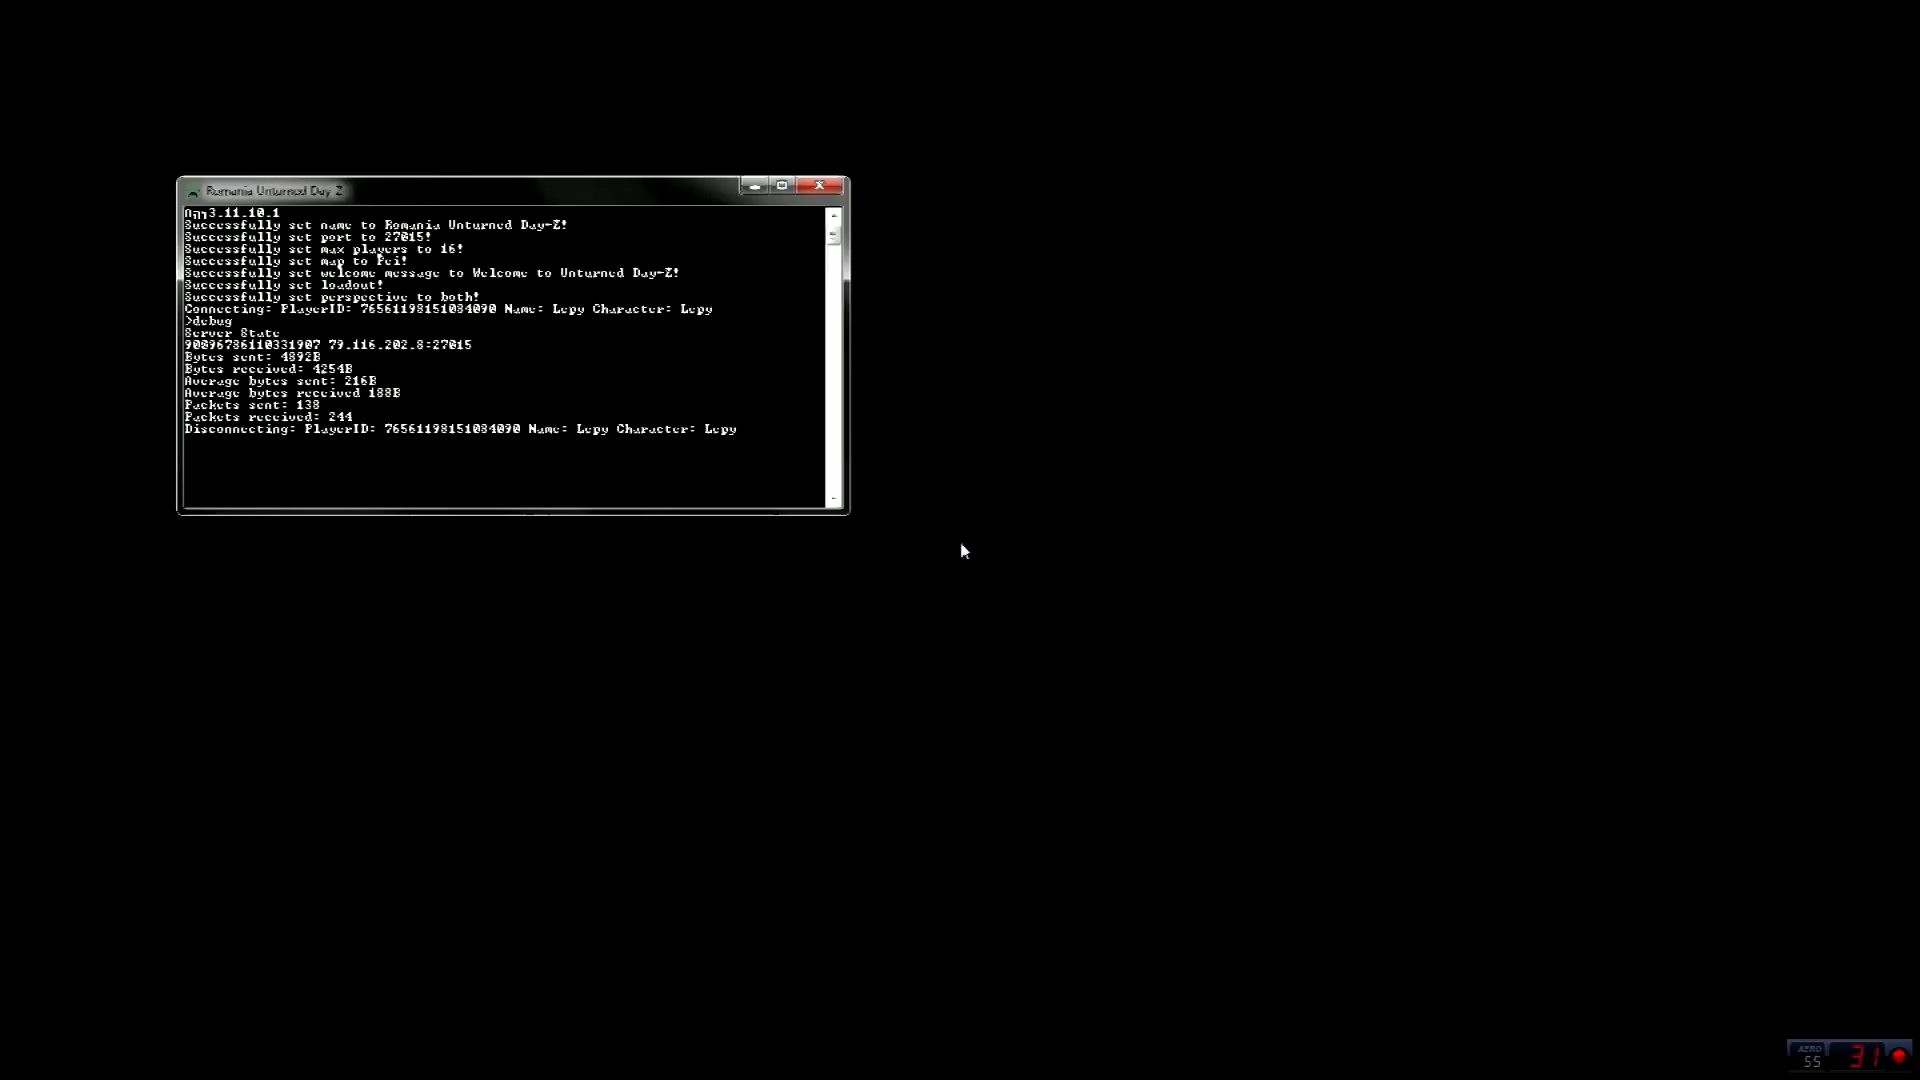 Romania Unturned Day-Z
3.11.10.1
Successfully set name to Romania Unturned Day-Z!
Successfully set port to 27015!
Successfully set max players to 16!
Successfully set map to Pei!
Successfully set welcome message to Welcome to Unturned Day-Z!
Successfully set loadout!
Successfully set perspective to both!
Connecting: PlayerID: 76561198151084090 Name: Lepy Character: Lepy
>debug
Server State
90096786110331907 79.116.202.8:27015
Bytes sent: 4892B
Bytes received: 4254B
Average bytes sent: 216B
Average bytes received 188B
Packets sent: 138
Packets received: 244
Disconnecting: PlayerID: 76561198151084090 Name: Lepy Character: Lepy
AERO
55
31